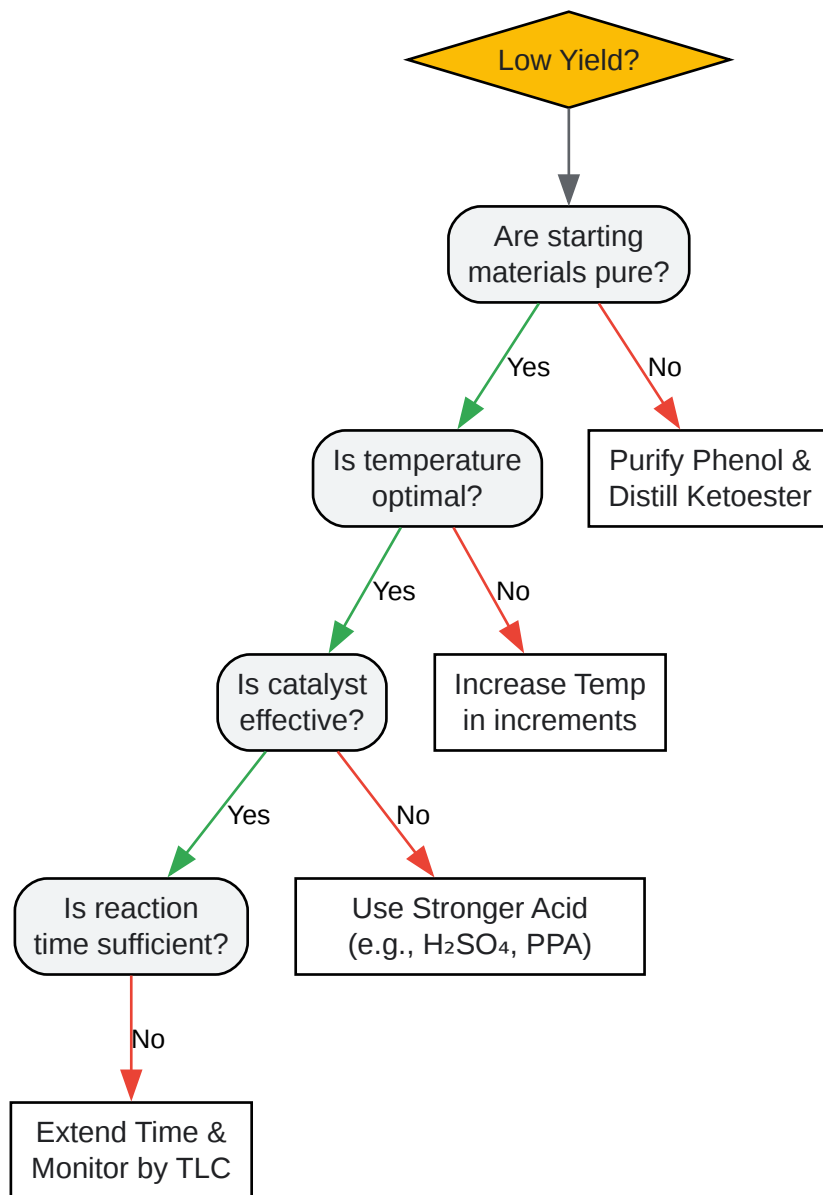 Low Yield?
Are starting
materials pure?
Yes
No
Is temperature
optimal?
Purify Phenol &
Distill Ketoester
Yes
No
Is catalyst
effective?
Increase Temp
in increments
Yes
No
Is reaction
time sufficient?
Use Stronger Acid
(e.g., H₂SO₄, PPA)
No
Extend Time &
Monitor by TLC